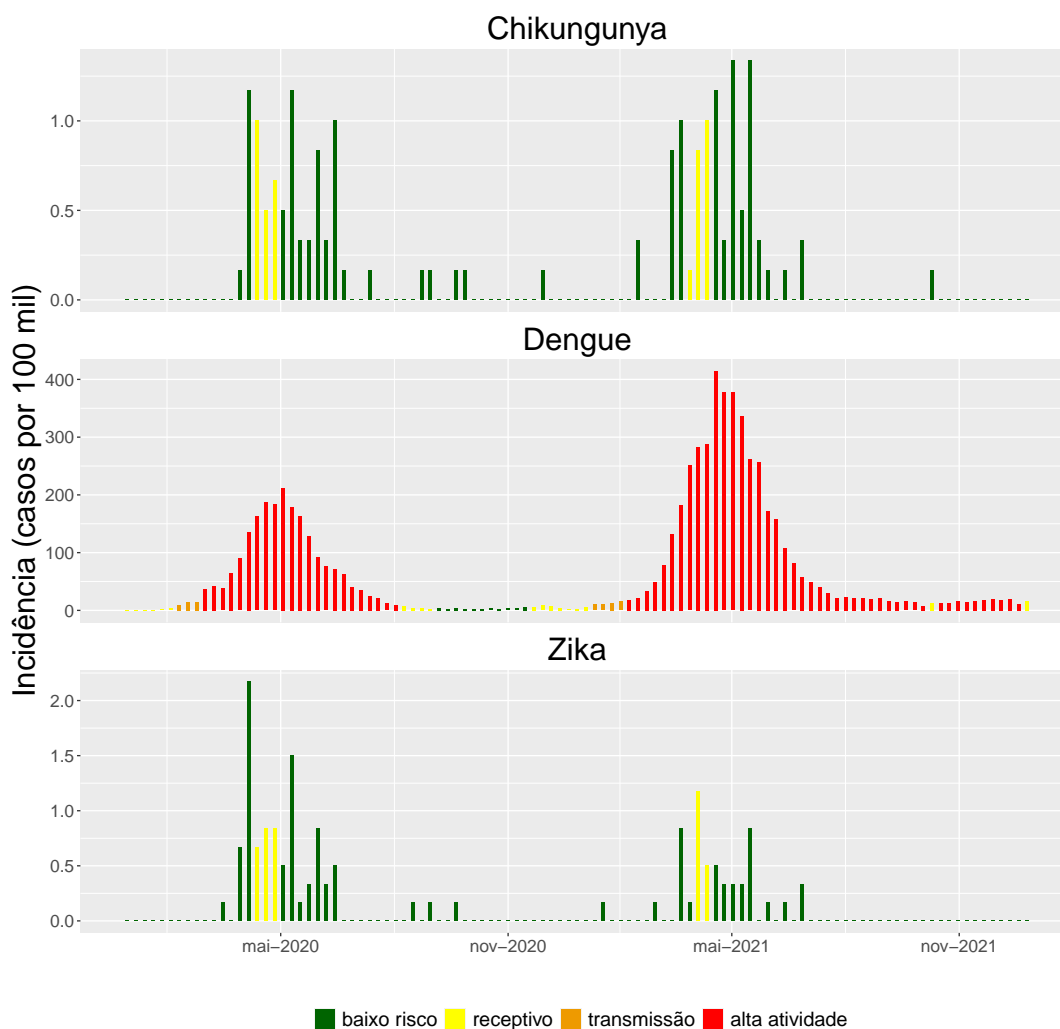 Chikungunya
1.0
0.5
0.0
Dengue
400
300
200
100
0
Zika
2.0
1.5
1.0
0.5
0.0
Incidência (casos por 100 mil)
mai–2020 nov–2020 mai–2021 nov–2021
baixo risco receptivo transmissão alta atividade